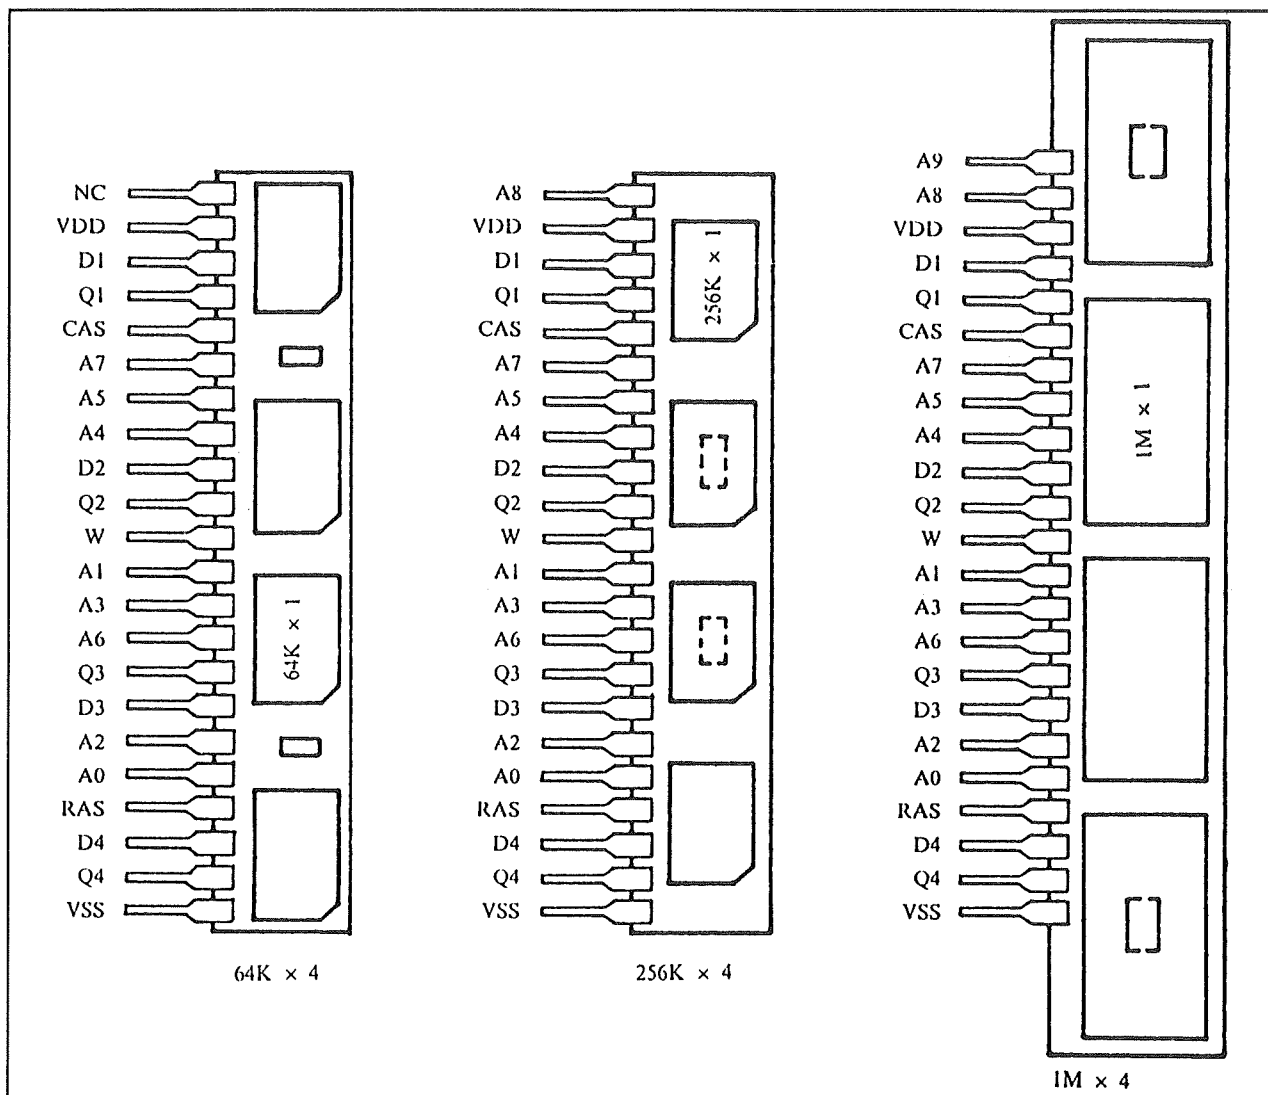 NC
VDD
D1
Q1
CAS
A7
A5
A4
D2
Q2
W
A1
A3
A6
Q3
D3
A2
A0
RAS
D4
Q4
VSS
64K × 1
64K × 4
A8
VDD
D1
Q1
CAS
A7
A5
A4
D2
Q2
W
A1
A3
A6
Q3
D3
A2
A0
RAS
D4
Q4
VSS
256K × 1
256K × 4
A9
A8
VDD
D1
Q1
CAS
A7
A5
A4
D2
Q2
W
A1
A3
A6
Q3
D3
A2
A0
RAS
D4
Q4
VSS
1M × 1
1M × 4